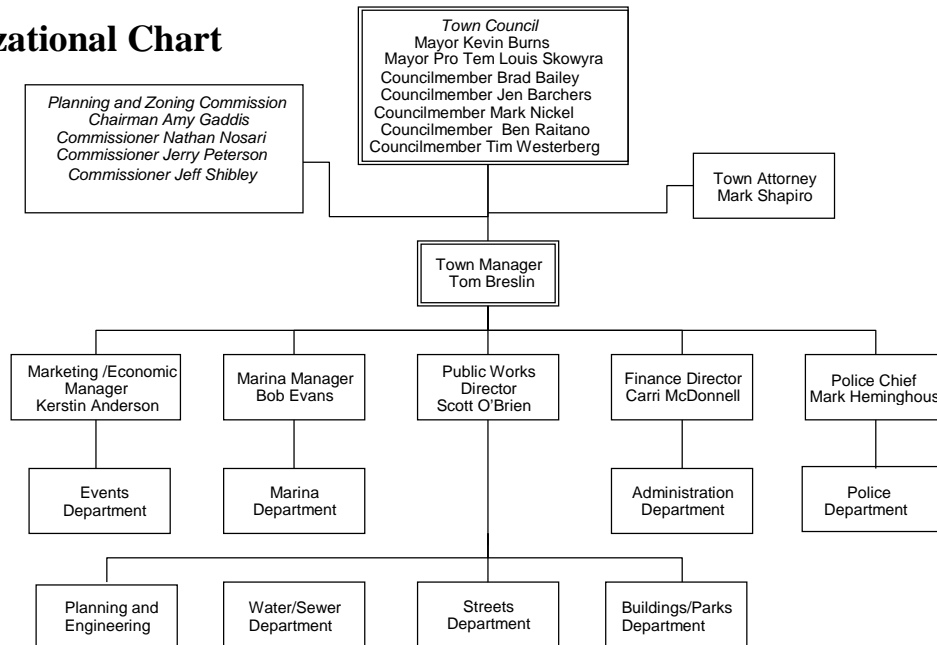 zational Chart
Town Council
Mayor Kevin Burns
Mayor Pro Tem Louis Skowyra
Councilmember Brad Bailey
Councilmember Jen Barchers
Councilmember Mark Nickel
Councilmember Ben Raitano
Councilmember Tim Westerberg
Planning and Zoning Commission
Chairman Amy Gaddis
Commissioner Nathan Nosari
Commissioner Jerry Peterson
Commissioner Jeff Shibley
Town Attorney
Mark Shapiro
Town Manager
Tom Breslin
Marketing /Economic
Manager
Kerstin Anderson
Marina Manager
Bob Evans
Public Works
Director
Scott O’Brien
Finance Director
Carri McDonnell
Police Chief
Mark Heminghous
Events
Department
Marina
Department
Administration
Department
Police
Department
Planning and
Engineering
Water/Sewer
Department
Streets
Department
Buildings/Parks
Department